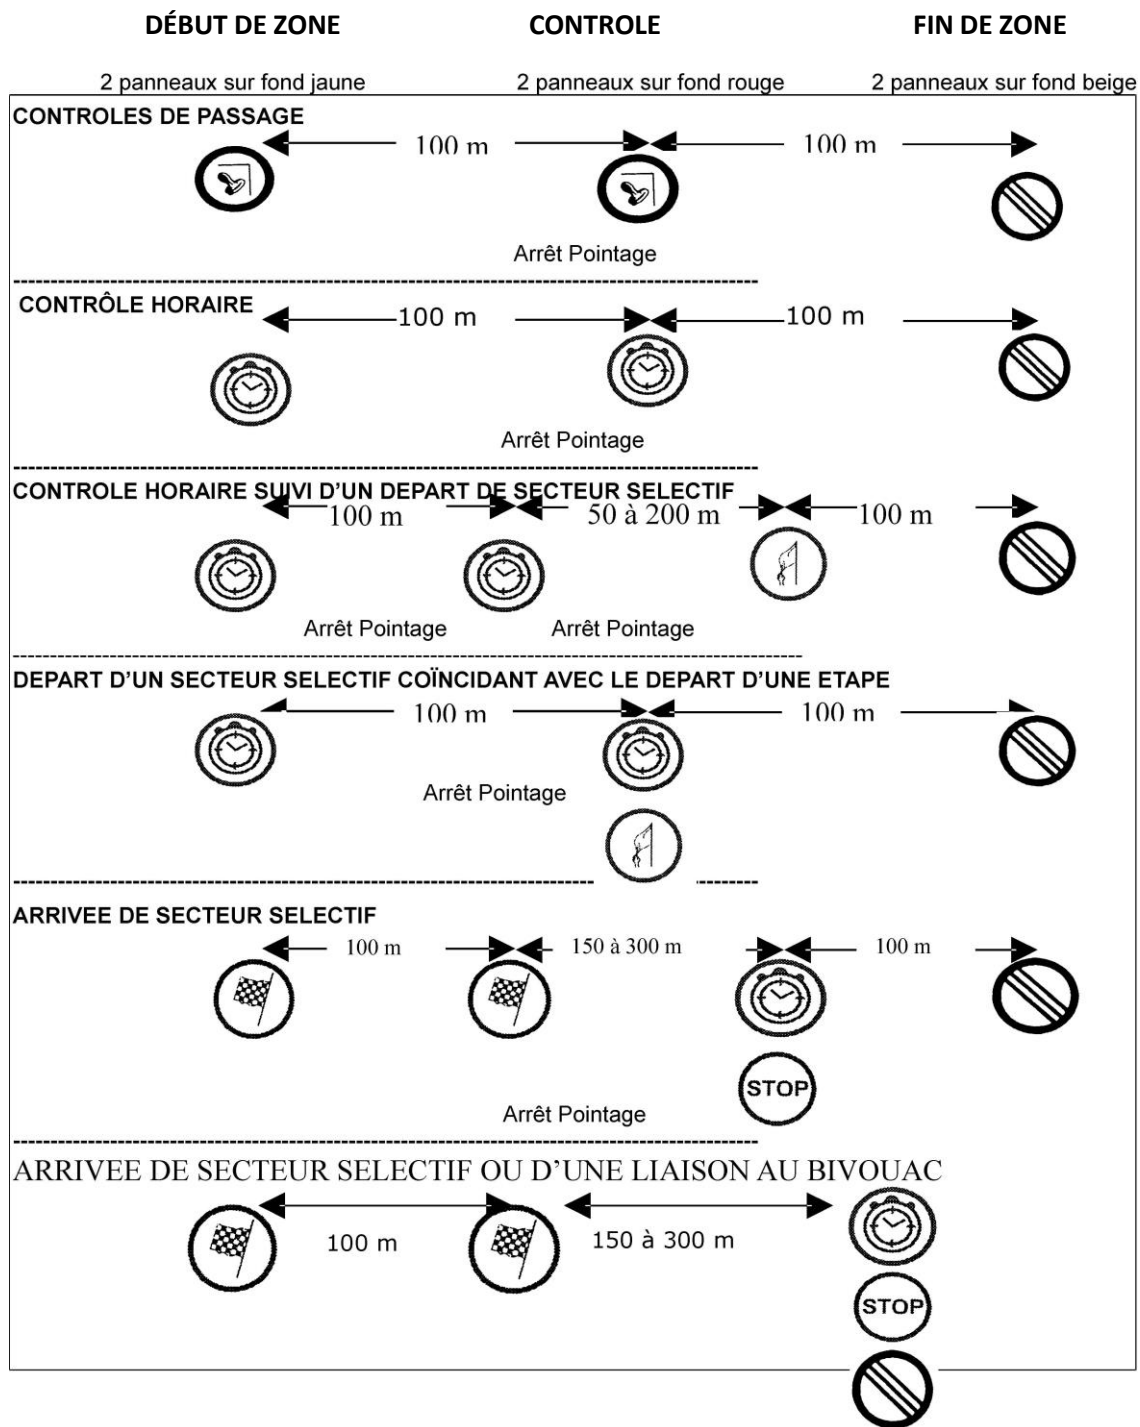 DÉBUT DE ZONE CONTROLE FIN DE ZONE
2 panneaux sur fond jaune 2 panneaux sur fond rouge 2 panneaux sur fond beige
CONTROLES DE PASSAGE
100 m 100 m
Arrêt Pointage
CONTRÔLE HORAIRE
100 m 100 m
Arrêt Pointage
CONTROLE HORAIRE SUIVI D'UN DEPART DE SECTEUR SELECTIF
100 m 50 à 200 m 100 m
Arrêt Pointage Arrêt Pointage
DEPART D'UN SECTEUR SELECTIF COÏNCIDANT AVEC LE DEPART D'UNE ETAPE
100 m 100 m
Arrêt Pointage
ARRIVEE DE SECTEUR SELECTIF
100 m 150 à 300 m 100 m
STOP
Arrêt Pointage
ARRIVEE DE SECTEUR SELECTIF OU D'UNE LIAISON AU BIVOUAC
100 m 150 à 300 m
STOP